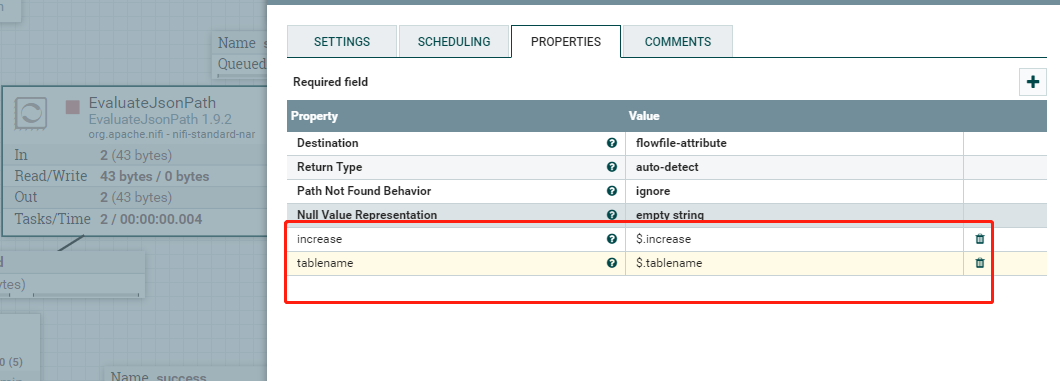 n
Name s
Queued
EvaluateJsonPath
EvaluateJsonPath 1.9.2
org.apache.nifi - nifi-standard-nar
In 2 (43 bytes)
Read/Write 43 bytes / 0 bytes
Out 2 (43 bytes)
Tasks/Time 2 / 00:00:00.004
d
ytes)
0 (5)
Name success
SETTINGS SCHEDULING PROPERTIES COMMENTS
Required field
Property Value
Destination flowfile-attribute
Return Type auto-detect
Path Not Found Behavior ignore
Null Value Representation empty string
increase $.increase
tablename $.tablename